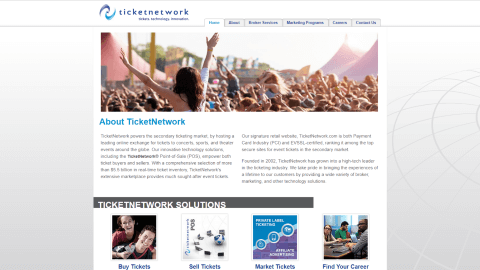 ticketnetwork
tickets, technology, innovation.
Home
About
Broker Services
Marketing Programs
Careers
Contact Us
About TicketNetwork
TicketNetwork powers the secondary ticketing market, by hosting a
leading online exchange for tickets to concerts, sports, and theater
events around the globe. Our innovative technology solutions,
including the TicketNetwork® Point-of-Sale (POS), empower both
ticket buyers and sellers. With a comprehensive selection of more
than $5.5 billion in real-time ticket inventory, TicketNetwork's
extensive marketplace provides much sought after event tickets.
Our signature retail website, TicketNetwork.com is both Payment
Card Industry (PCI) and EVSSL-certified, ranking it among the top
secure sites for event tickets in the secondary market.
Founded in 2002, TicketNetwork has grown into a high-tech leader
in the ticketing industry. We take pride in bringing the experiences of
a lifetime to our customers by providing a wide variety of broker,
marketing, and other technology solutions.
TICKETNETWORK SOLUTIONS
POS
PRIVATE LABEL
TICKETING
AFFILIATE
ADVERTISING
Buy Tickets
Sell Tickets
Market Tickets
Find Your Career